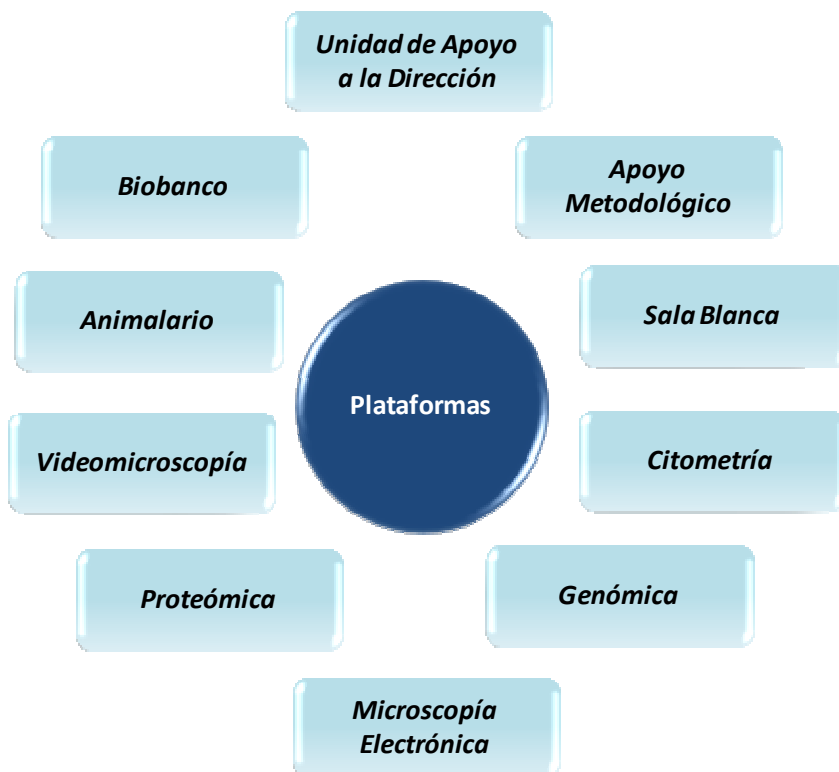 Unidad de Apoyo
a la Dirección
Biobanco
Apoyo
Metodológico
Animalario
Sala Blanca
Plataformas
Videomicroscopía
Citometría
Proteómica
Genómica
Microscopía
Electrónica